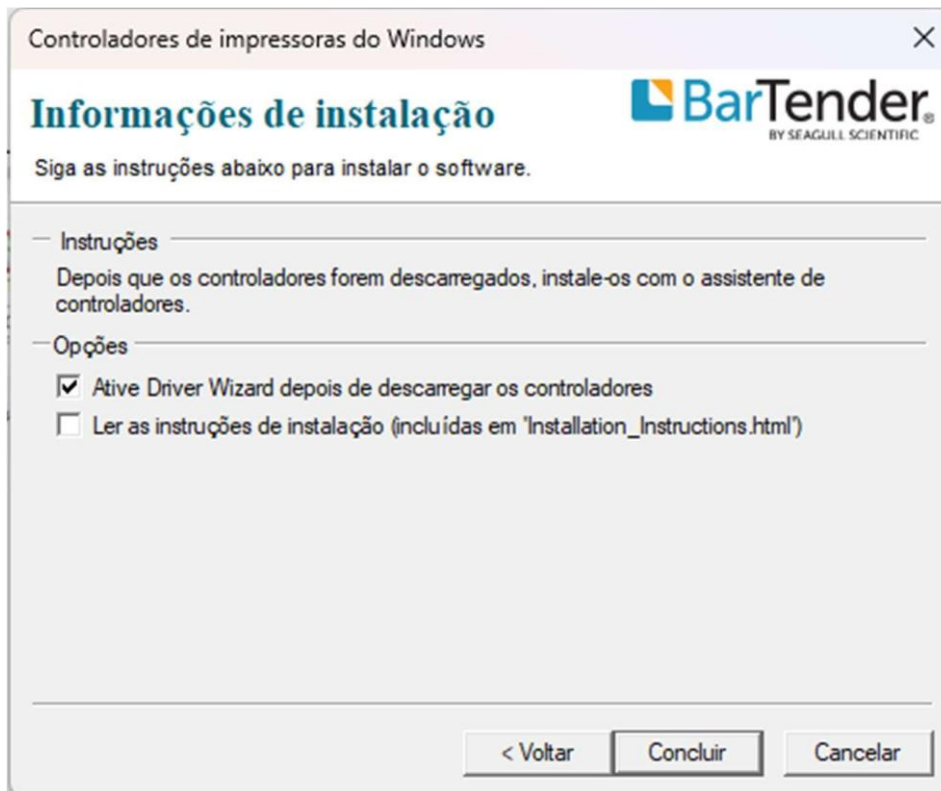 Controladores de impressoras do Windows
Informações de instalação
BarTender®
BY SEAGULL SCIENTIFIC
Siga as instruções abaixo para instalar o software.
Instruções
Depois que os controladores forem descarregados, instale-os com o assistente de
controladores.
Opções
Ative Driver Wizard depois de descarregar os controladores
Ler as instruções de instalação (incluídas em 'Installation_Instructions.html')
< Voltar
Concluir
Cancelar